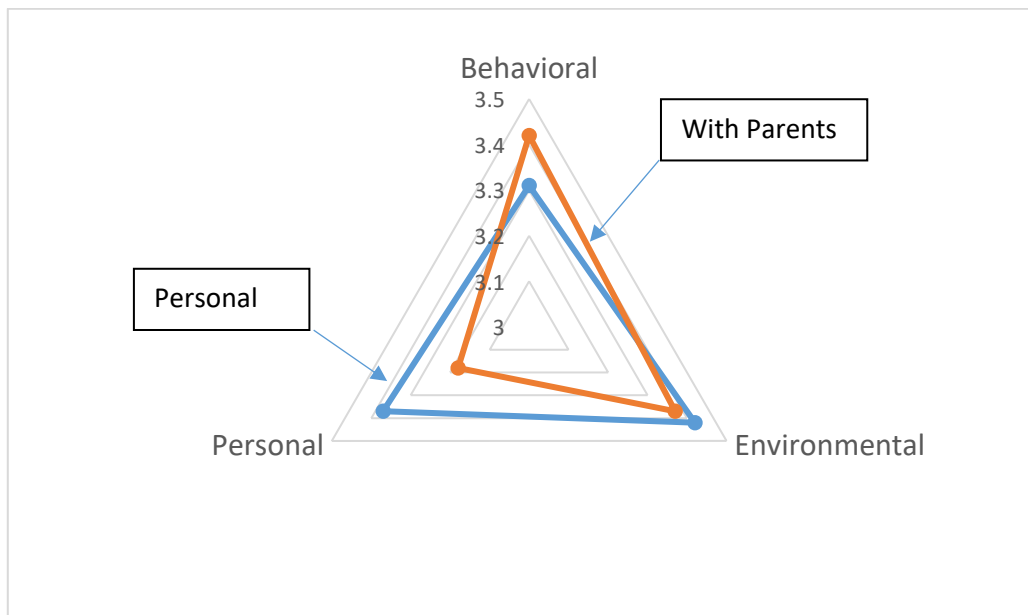 Behavioral
3.5
With Parents
3.4
3.3
3.2
3.1
Personal
3
Personal
Environmental